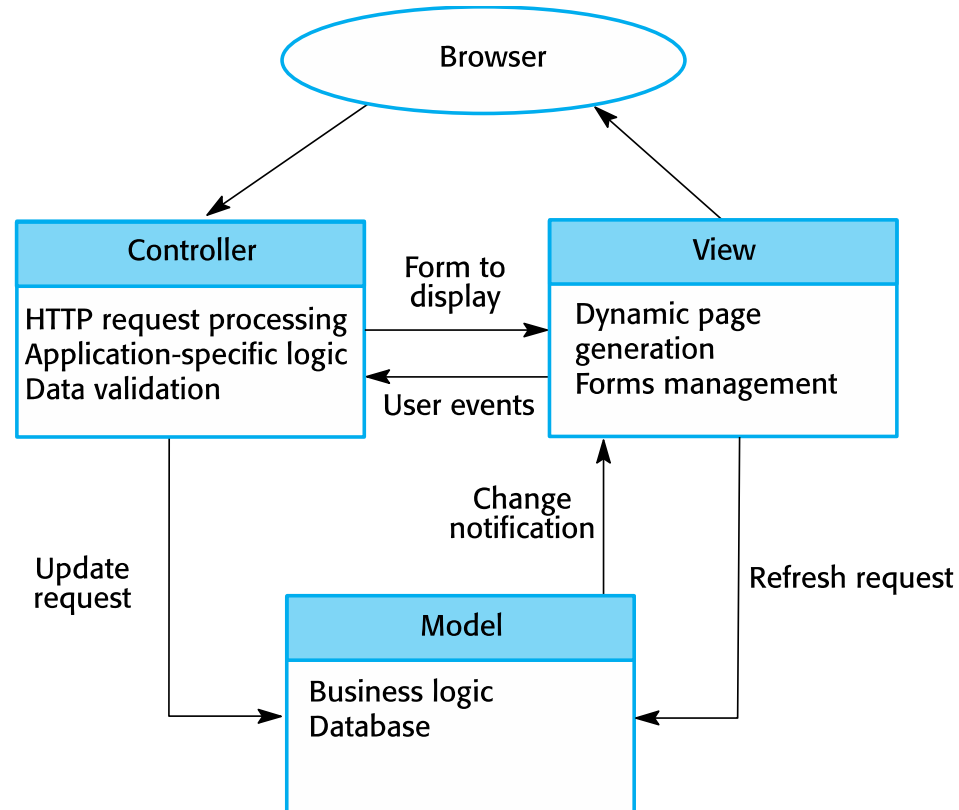 Browser
Controller
HTTP request processing
Application-specific logic
Data validation
Form to
display
User events
View
Dynamic page
generation
Forms management
Update
request
Change
notification
Refresh request
Model
Business logic
Database